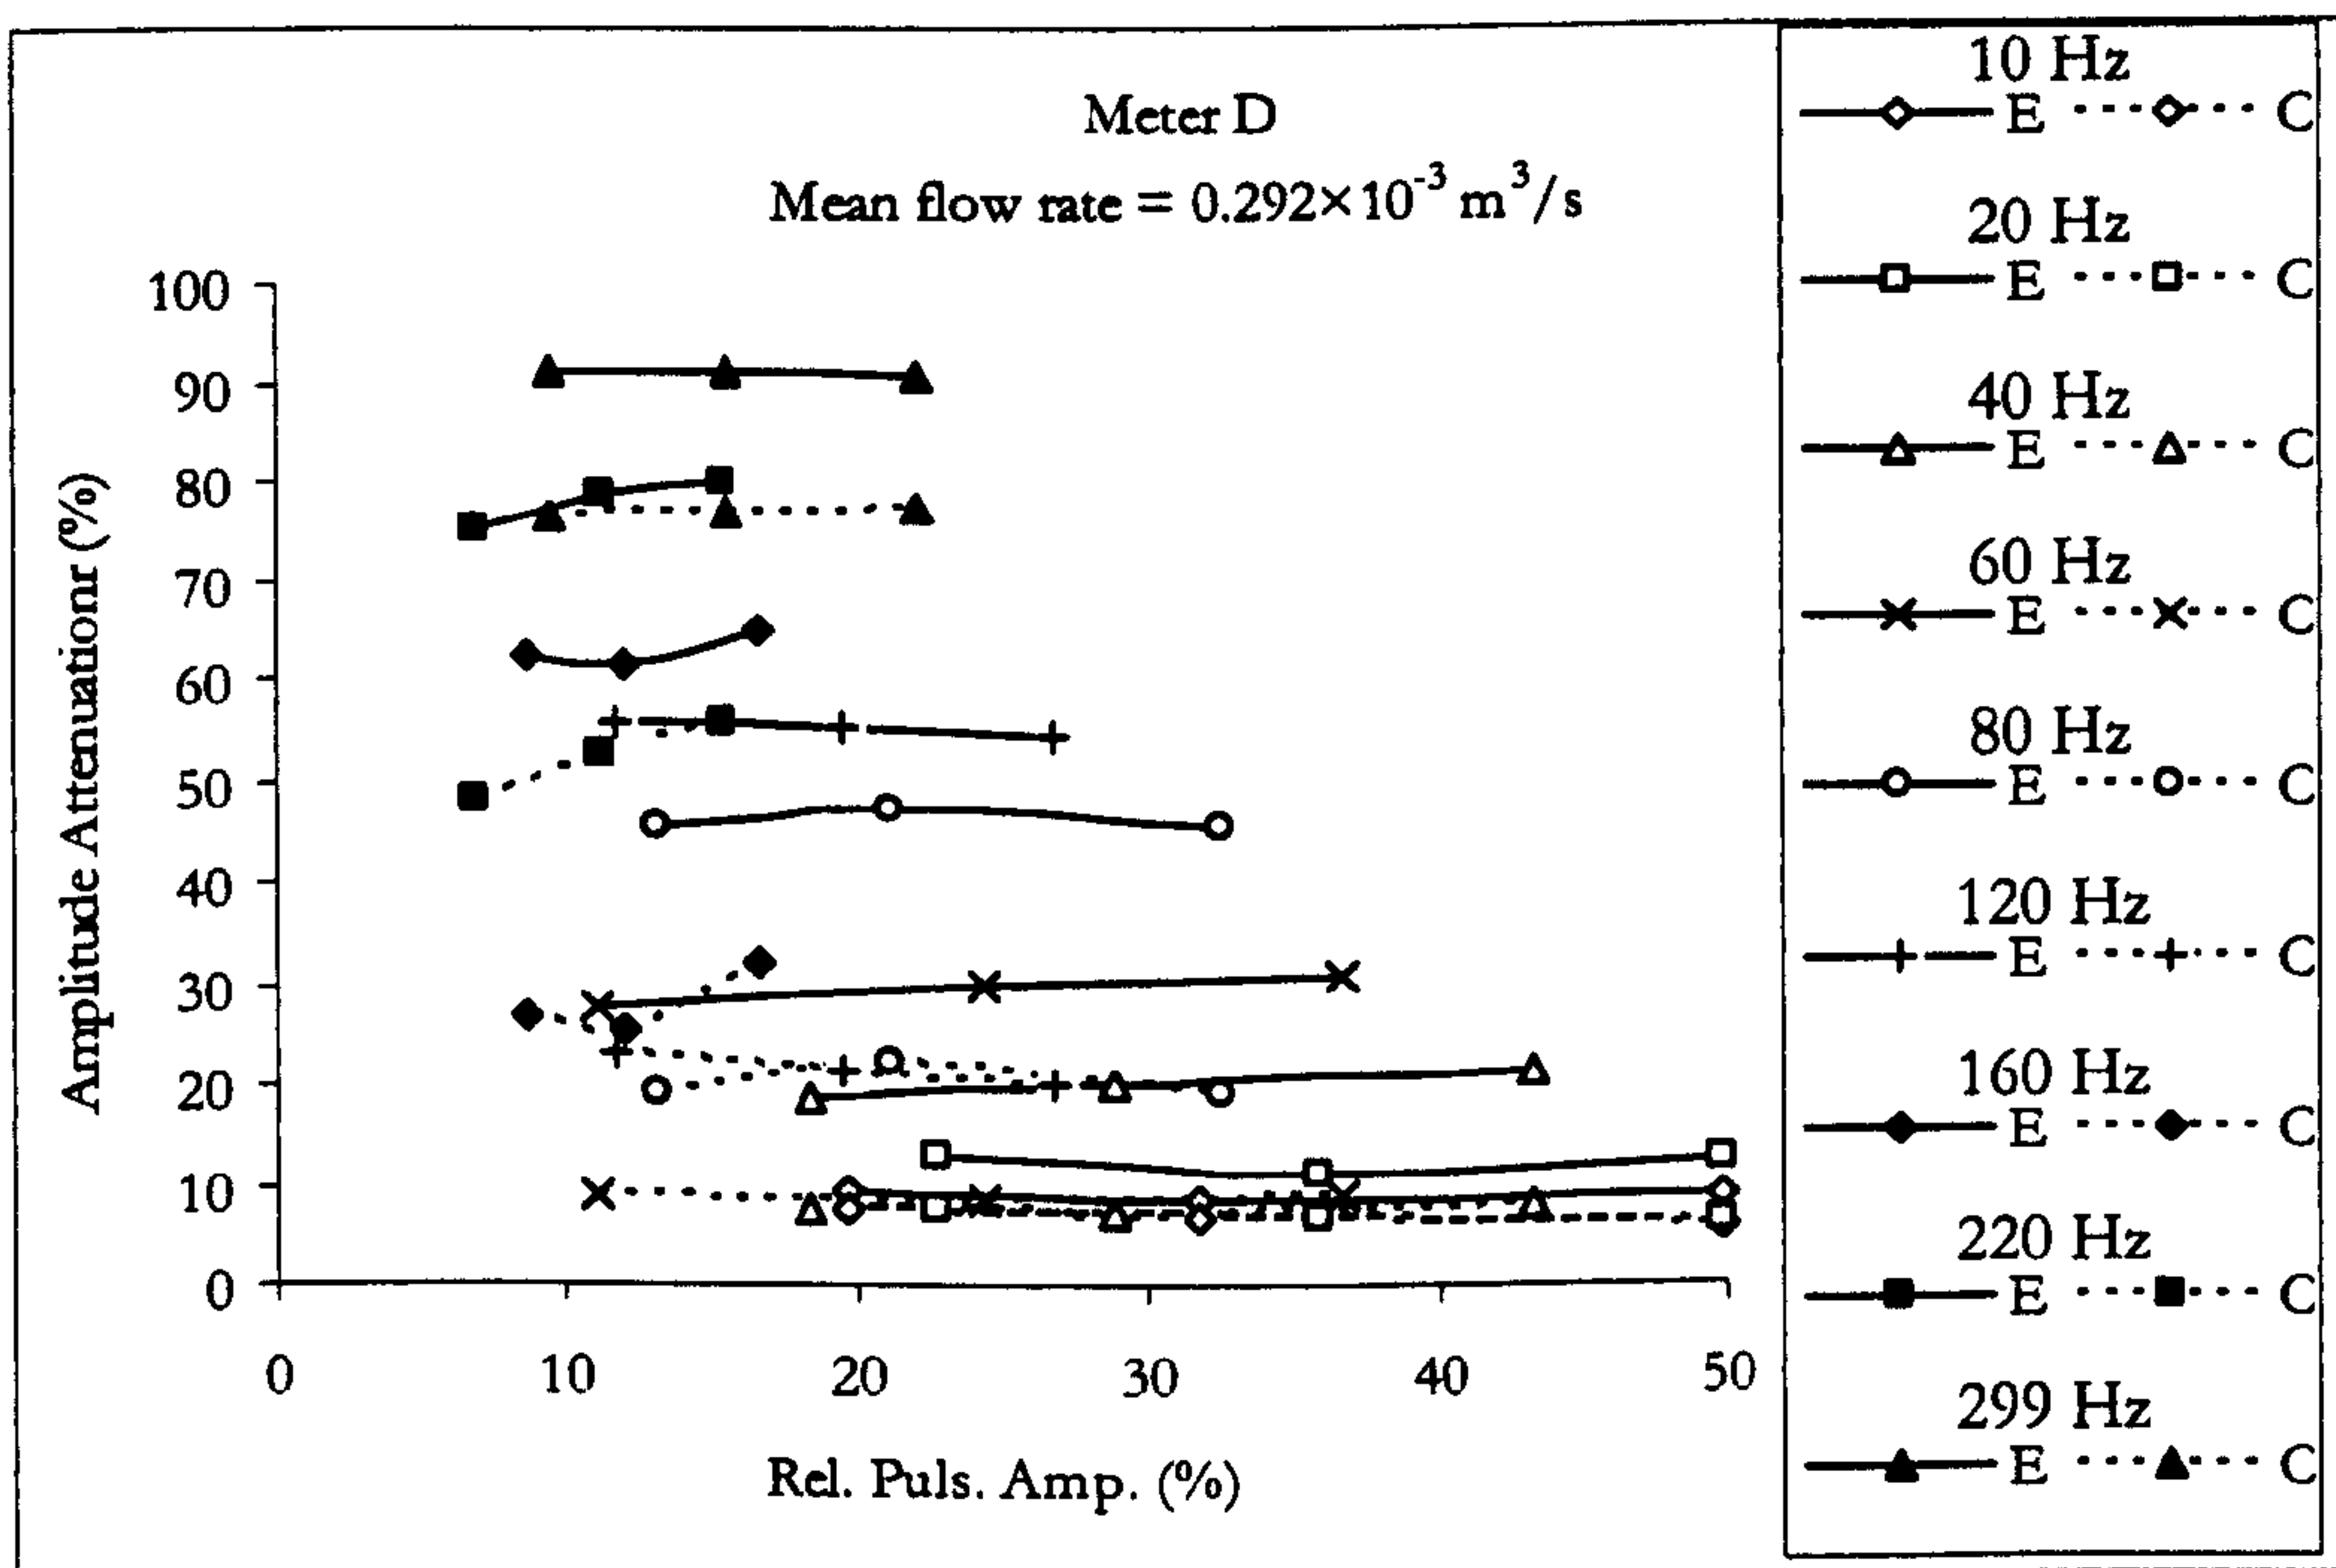 Meter D
Mean flow rate = 0.292×10⁻³ m³/s
100
90
80
70
60
50
40
30
20
10
0
Amplitude Attenuationr (%)
0 10 20 30 40 50
Rel. Puls. Amp. (%)
10 Hz
E C
20 Hz
E C
40 Hz
E C
60 Hz
E C
80 Hz
E C
120 Hz
E C
160 Hz
E C
220 Hz
E C
299 Hz
E C